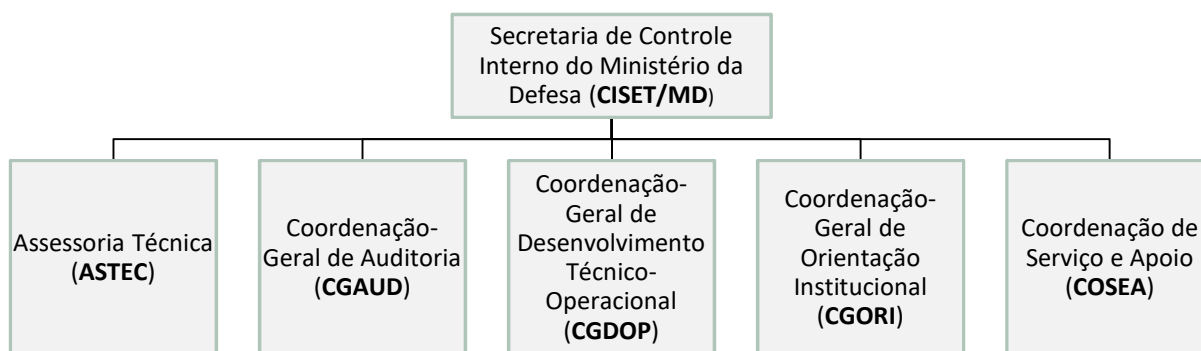 Secretaria de Controle
Interno do Ministério da
Defesa (CISET/MD)
Assessoria Técnica
(ASTEC)
Coordenação-
Geral de Auditoria
(CGAUD)
Coordenação-
Geral de
Desenvolvimento
Técnico-
Operacional
(CGDOP)
Coordenação-
Geral de
Orientação
Institucional
(CGORI)
Coordenação de
Serviço e Apoio
(COSEA)